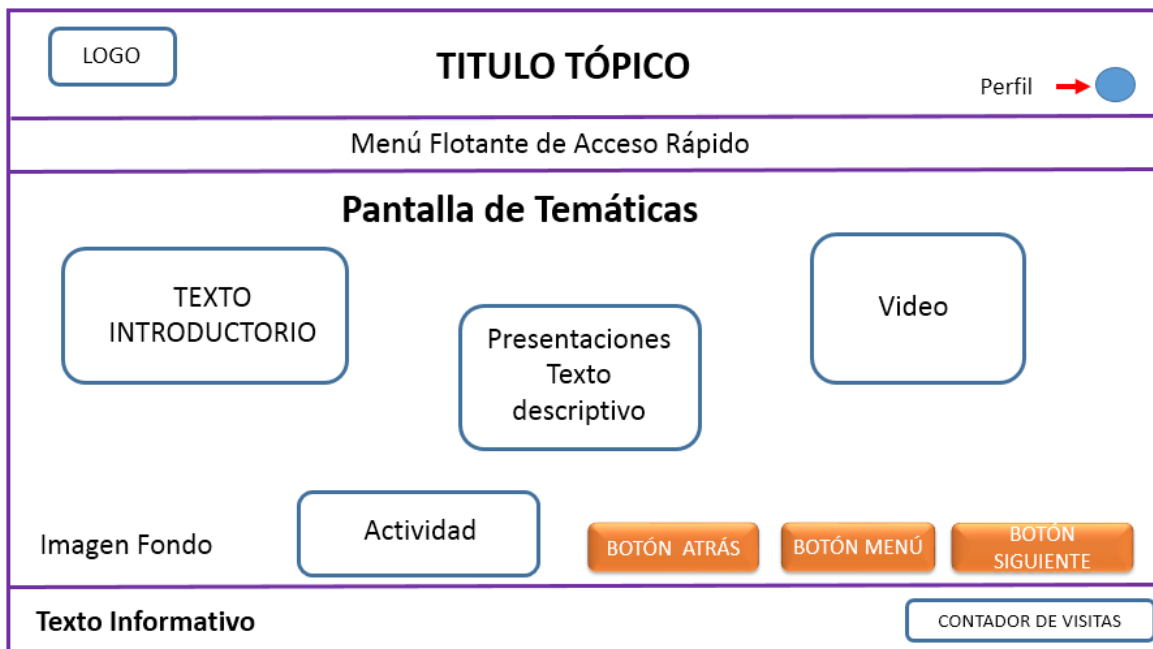 LOGO
TITULO TÓPICO
Perfil
Menú Flotante de Acceso Rápido
Pantalla de Temáticas
TEXTO
INTRODUCTORIO
Presentaciones
Texto
descriptivo
Video
Imagen Fondo
Actividad
BOTÓN ATRÁS
BOTÓN MENÚ
BOTÓN
SIGUIENTE
Texto Informativo
CONTADOR DE VISITAS